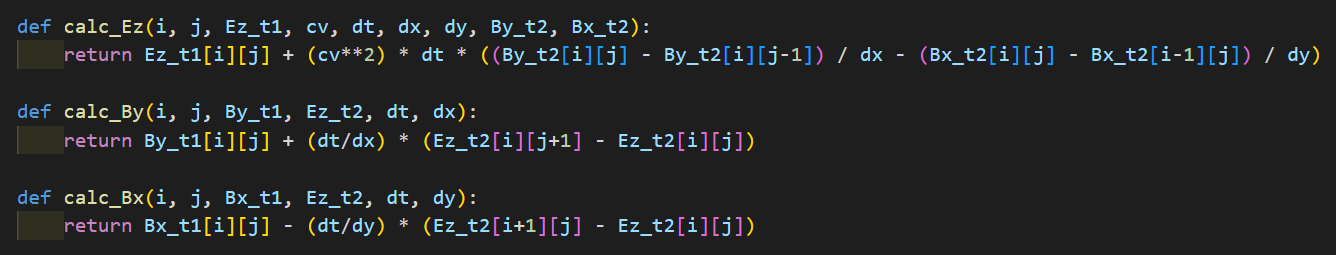 def calc_Ez(i, j, Ez_t1, cv, dt, dx, dy, By_t2, Bx_t2):
    return Ez_t1[i][j] + (cv**2) * dt * ((By_t2[i][j] - By_t2[i][j-1]) / dx - (Bx_t2[i][j] - Bx_t2[i-1][j]) / dy)

def calc_By(i, j, By_t1, Ez_t2, dt, dx):
    return By_t1[i][j] + (dt/dx) * (Ez_t2[i][j+1] - Ez_t2[i][j])

def calc_Bx(i, j, Bx_t1, Ez_t2, dt, dy):
    return Bx_t1[i][j] - (dt/dy) * (Ez_t2[i+1][j] - Ez_t2[i][j])